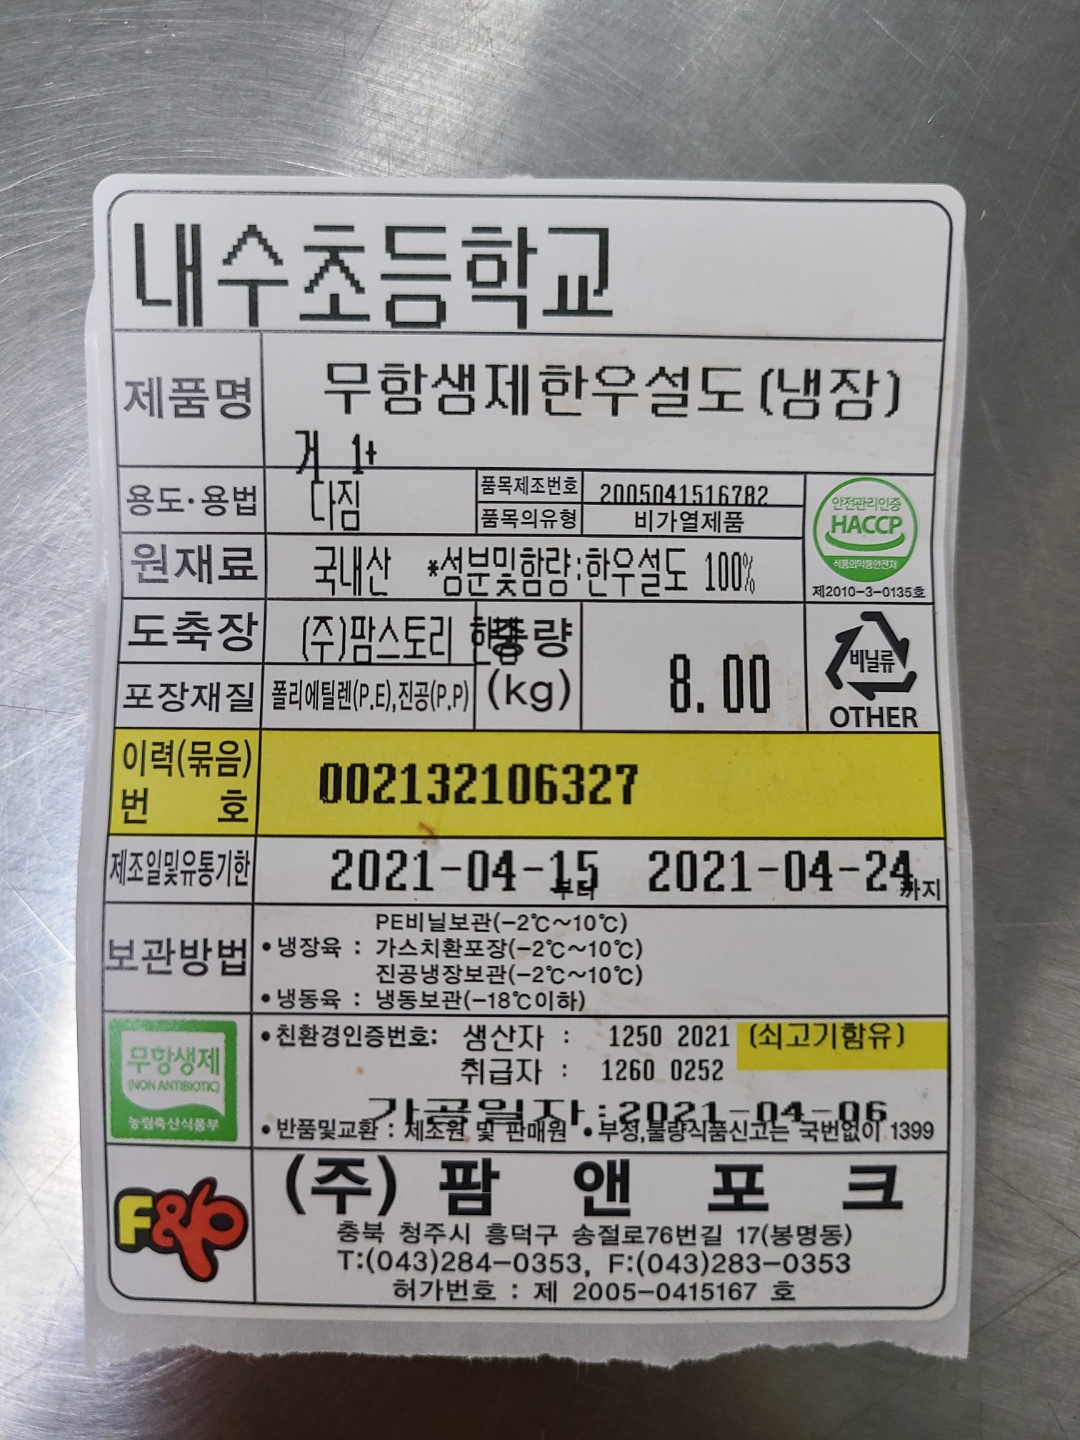 내수초등학교
제품명 무항생제한우설도(냉장)
거 1+
용도·용법 다짐 품목제조번호 2005041516782
품목의유형 비가열제품
안전관리인증
HACCP
식품의약품안전처
제2010-3-0135호
원재료 국내산 *성분및함량:한우설도 100%
도축장 (주)팜스토리 한냉 중량
(kg) 8.00
포장재질 폴리에틸렌(P.E),진공(P.P)
비닐류
OTHER
이력(묶음)
번 호 002132106327
제조일및유통기한 2021-04-15 부터 2021-04-24 까지
보관방법
PE비닐보관(-2℃~10℃)
•냉장육 : 가스치환포장(-2℃~10℃)
진공냉장보관(-2℃~10℃)
•냉동육 : 냉동보관(-18℃이하)
무항생제
(NON ANTIBIOTIC)
농림축산식품부
•친환경인증번호: 생산자 : 1250 2021 (쇠고기함유)
취급자 : 1260 0252
가공일자:2021-04-06
•반품및교환 : 제조원 및 판매원 •부정,불량식품신고는 국번없이 1399
F&P
(주) 팜 앤 포 크
충북 청주시 흥덕구 송절로76번길 17(봉명동)
T:(043)284-0353, F:(043)283-0353
허가번호 : 제 2005-0415167 호